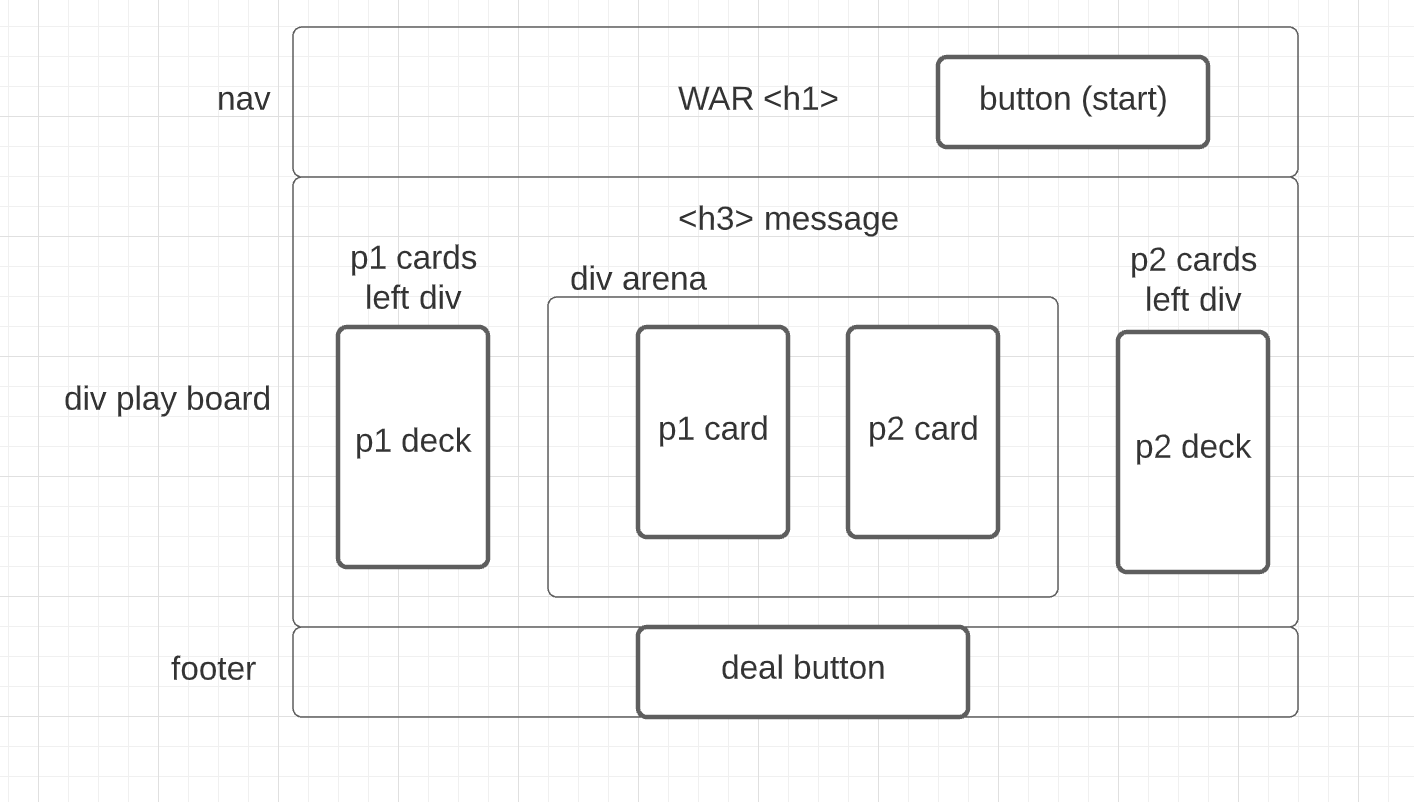 nav
WAR <h1>
button (start)
<h3> message
p1 cards
left div
div arena
p2 cards
left div
div play board
p1 deck
p1 card
p2 card
p2 deck
footer
deal button